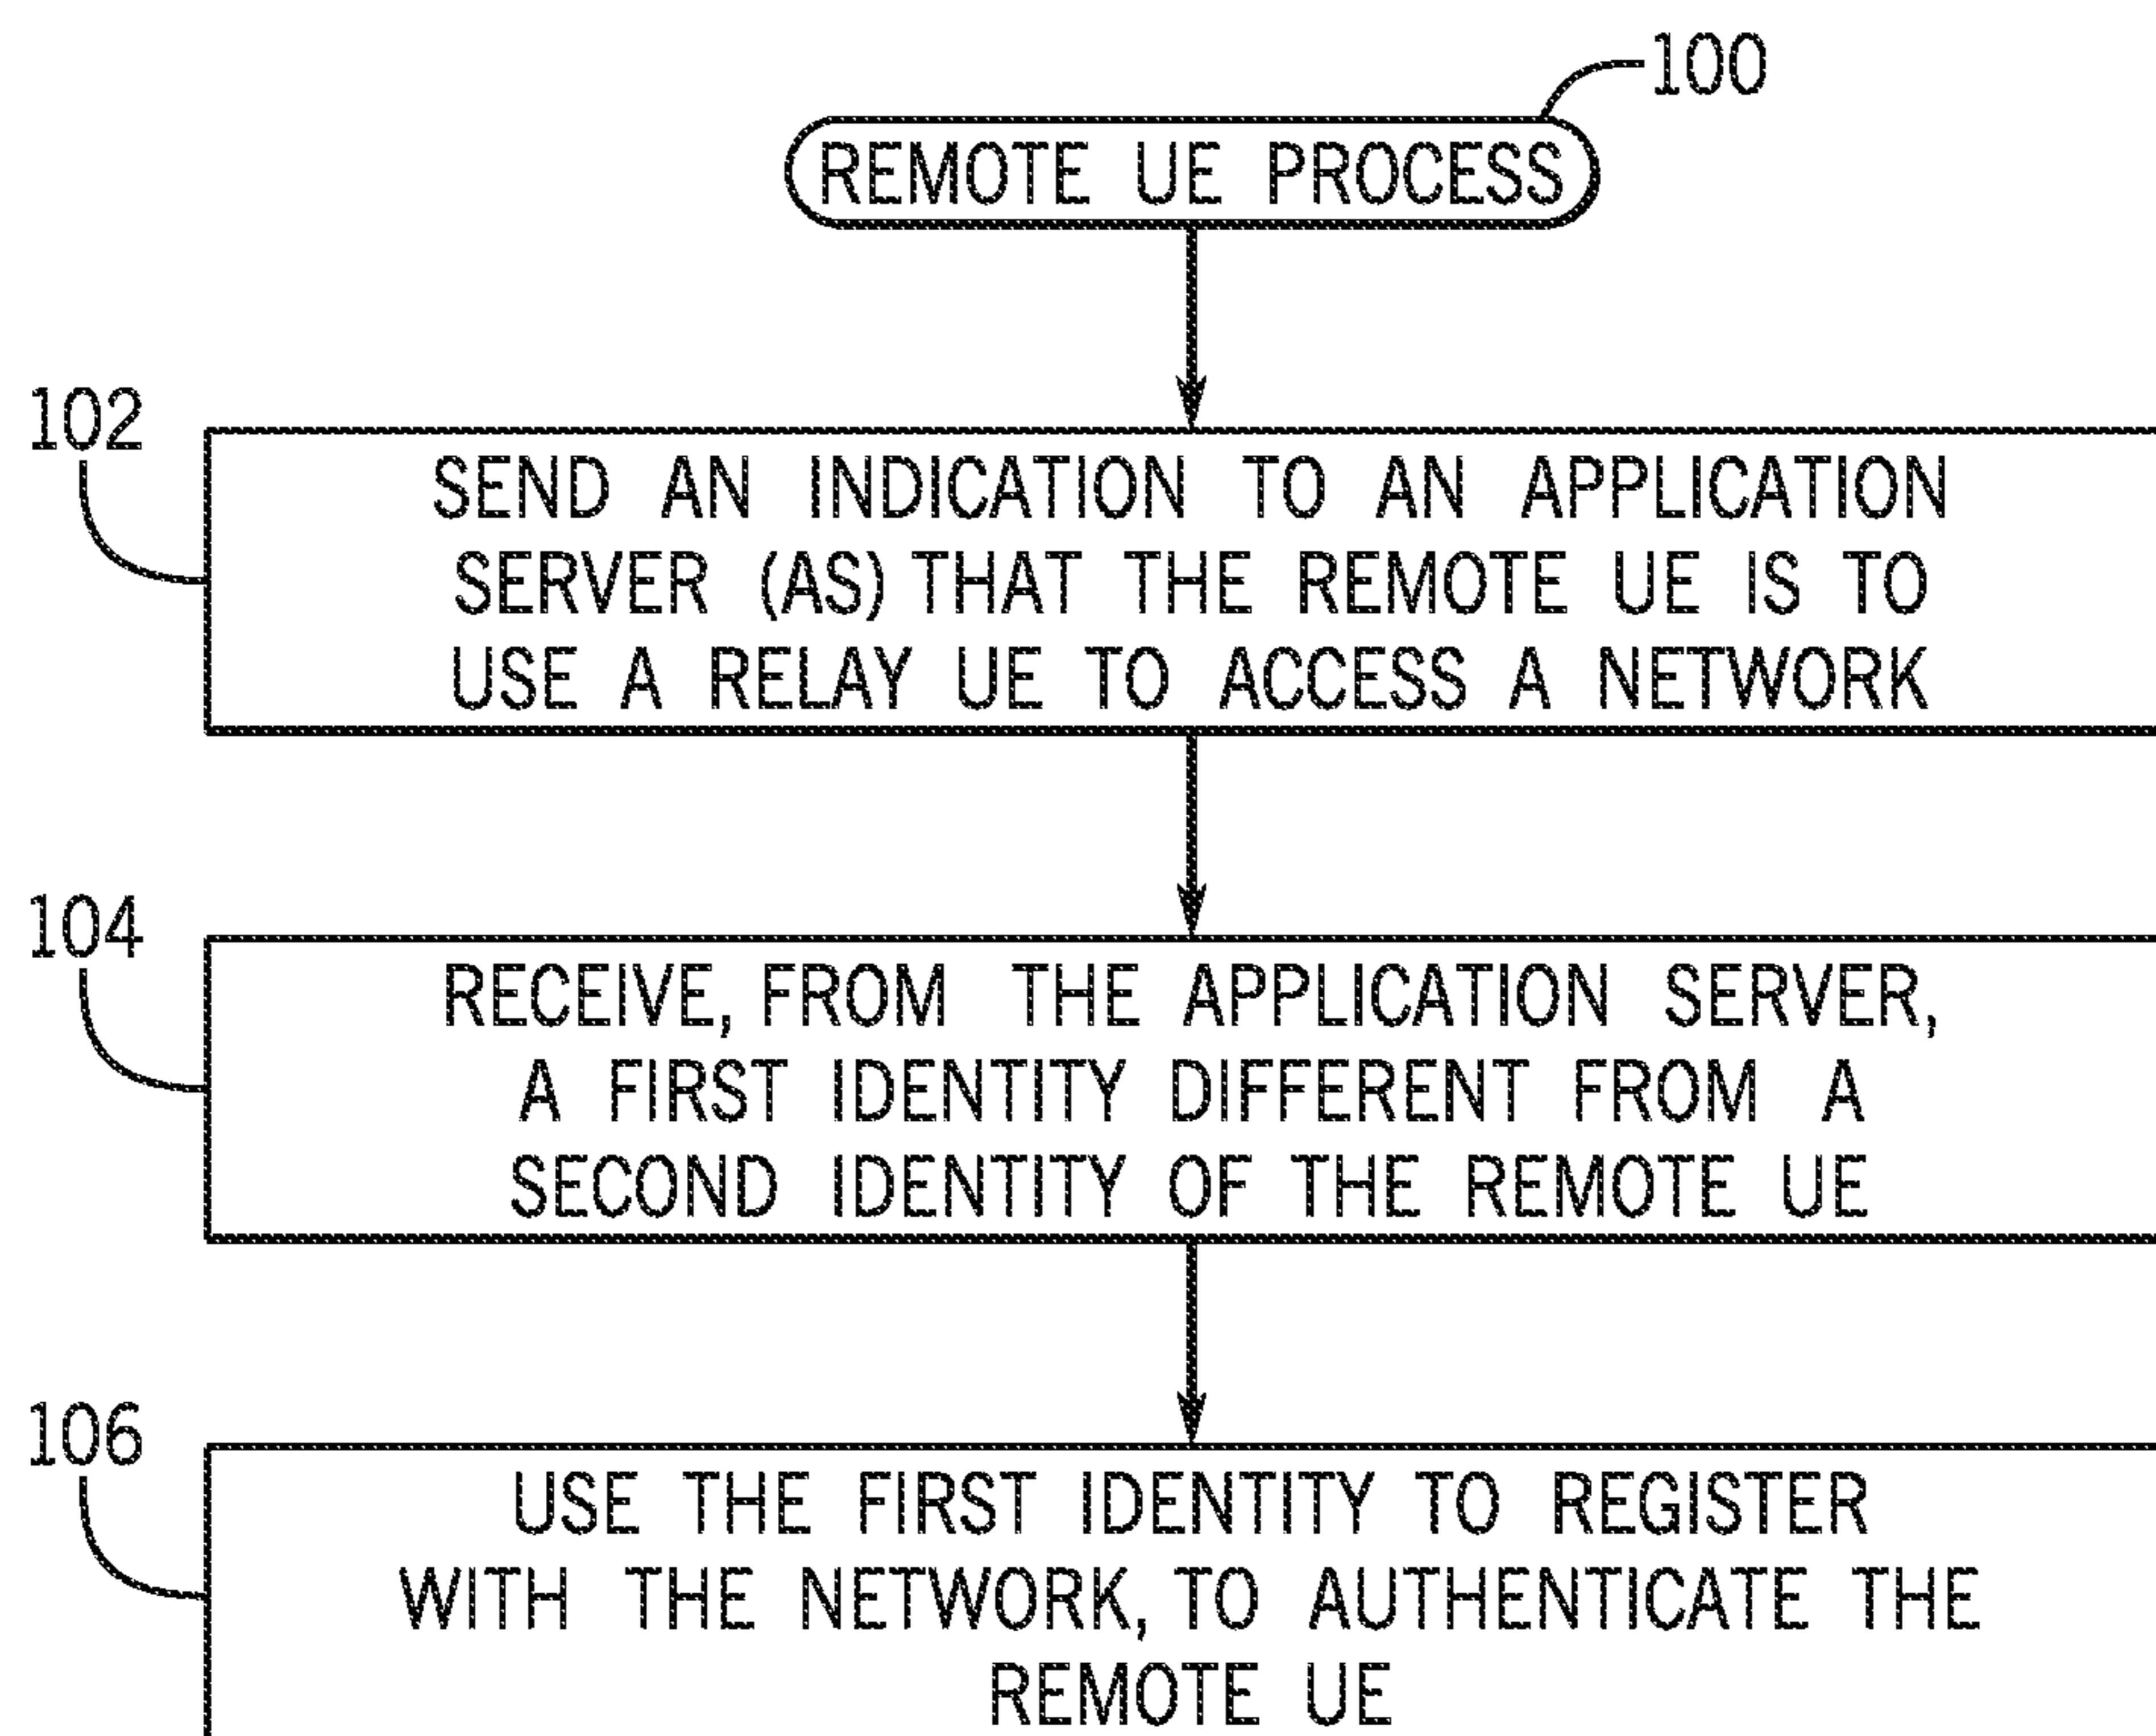 100
REMOTE UE PROCESS
102
SEND AN INDICATION TO AN APPLICATION
SERVER (AS) THAT THE REMOTE UE IS TO
USE A RELAY UE TO ACCESS A NETWORK
104
RECEIVE, FROM THE APPLICATION SERVER,
A FIRST IDENTITY DIFFERENT FROM A
SECOND IDENTITY OF THE REMOTE UE
106
USE THE FIRST IDENTITY TO REGISTER
WITH THE NETWORK, TO AUTHENTICATE THE
REMOTE UE